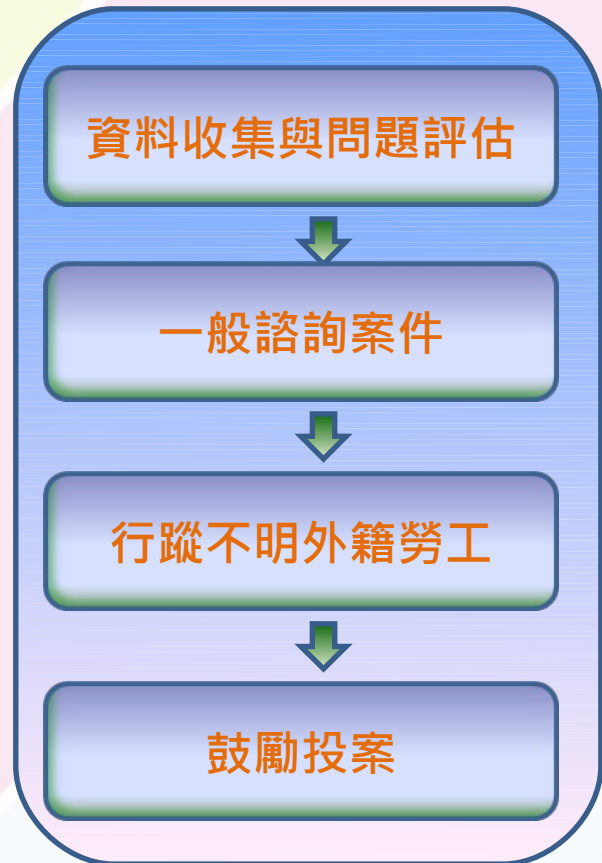 資料收集與問題評估
一般諮詢案件
行蹤不明外籍勞工
鼓勵投案